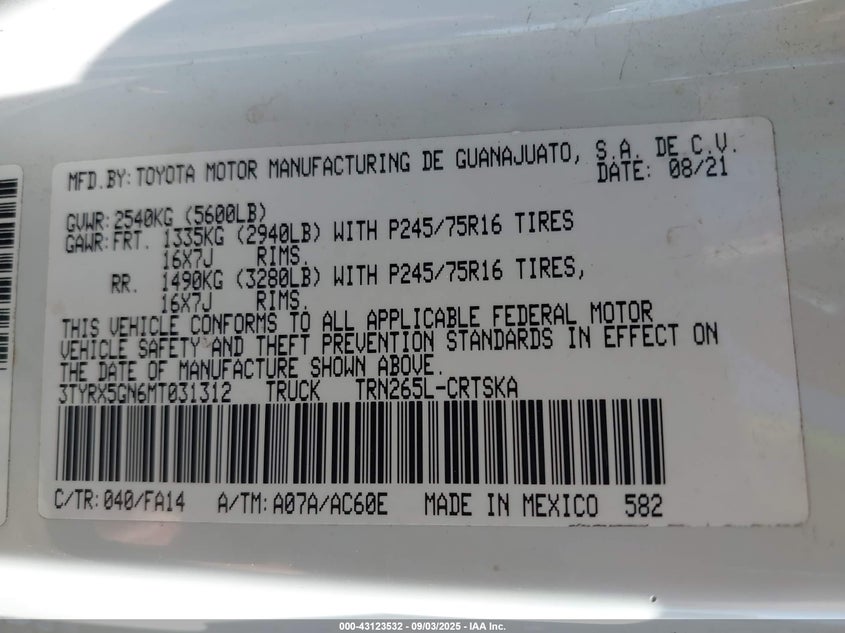 MFD.BY: TOYOTA MOTOR MANUFACTURING DE GUANAJUATO, S.A. DE C.V.
DATE: 08/21
GVWR: 2540KG (5600LB)
GAWR: FRT. 1335KG (2940LB) WITH P245/75R16 TIRES
16X7J RIMS.
RR. 1490KG (3280LB) WITH P245/75R16 TIRES,
16X7J RIMS.
THIS VEHICLE CONFORMS TO ALL APPLICABLE FEDERAL MOTOR
VEHICLE SAFETY AND THEFT PREVENTION STANDARDS IN EFFECT ON
THE DATE OF MANUFACTURE SHOWN ABOVE.
3TYRX5GN6MT031312 TRUCK TRN265L-CRTSKA
C/TR: 040/FA14 A/TM: A07A/AC60E MADE IN MEXICO 582
000-43123532 - 09/03/2025 - IAA Inc.